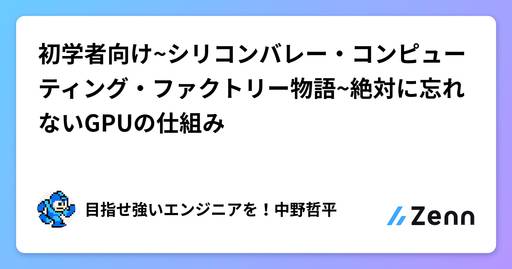 初学者向け~シリコンバレー・コンピュー
ティング・ファクトリー物語~絶対に忘れ
ないGPUの仕組み
目指せ強いエンジニアを！中野哲平
Zenn